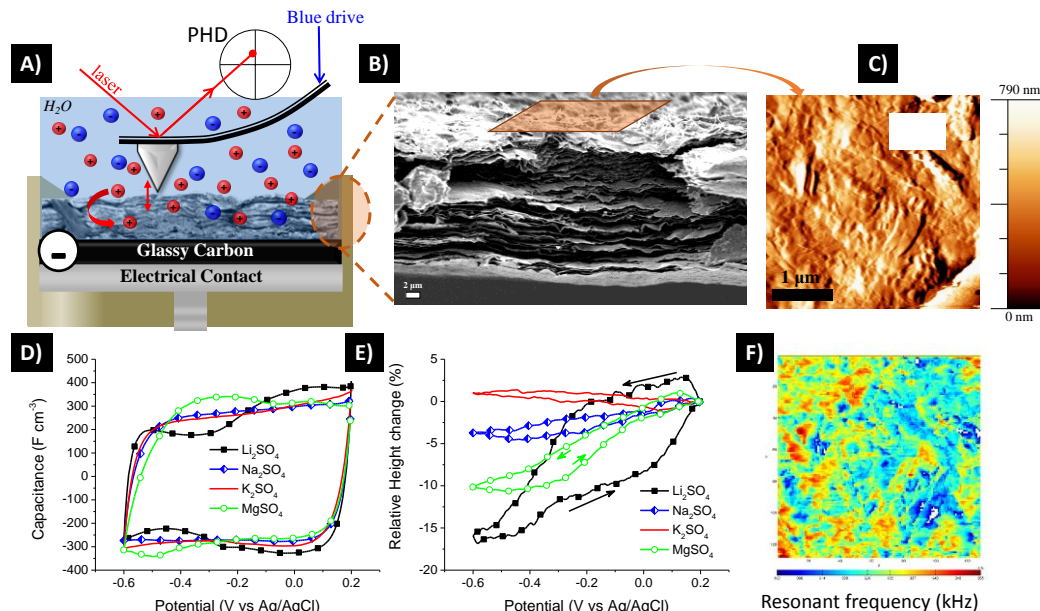 Blue drive
PHD
A)
laser
H2O
Glassy Carbon
Electrical Contact
B)
2 μm
C)
1 μm
790 nm
0 nm
D)
500
400
300
200
100
0
-100
-200
-300
-400
Capacitance (F cm⁻³)
Li₂SO₄
Na₂SO₄
K₂SO₄
MgSO₄
-0.6
-0.4
-0.2
0.0
0.2
Potential (V vs Ag/AgCl)
E)
5
0
-5
-10
-15
-20
Relative Height change (%)
Li₂SO₄
Na₂SO₄
K₂SO₄
MgSO₄
-0.6
-0.4
-0.2
0.0
0.2
Potential (V vs Ag/AgCl)
F)
Resonant frequency (kHz)